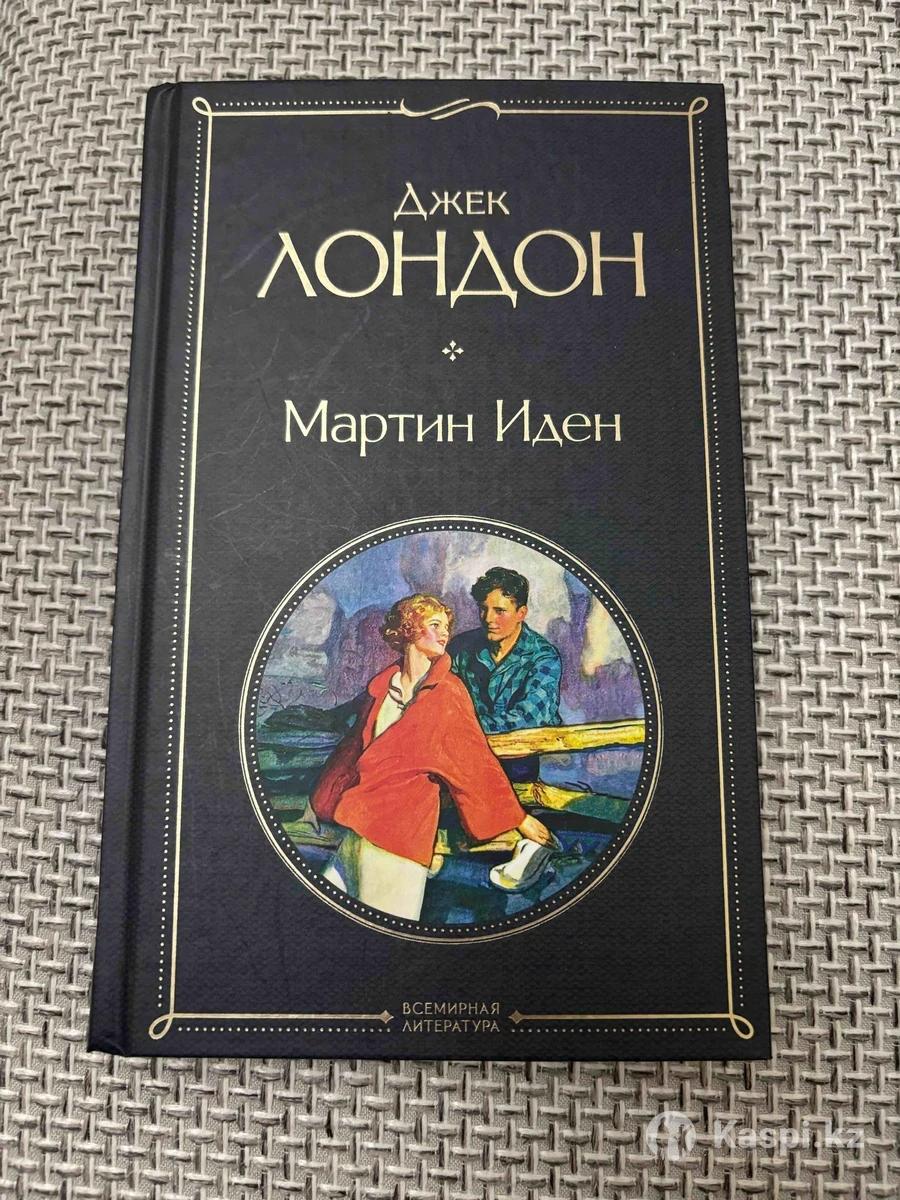 Джек
ЛОНДОН
Мартин Иден
ВСЕМИРНАЯ
ЛИТЕРАТУРА
Kaspi.kz